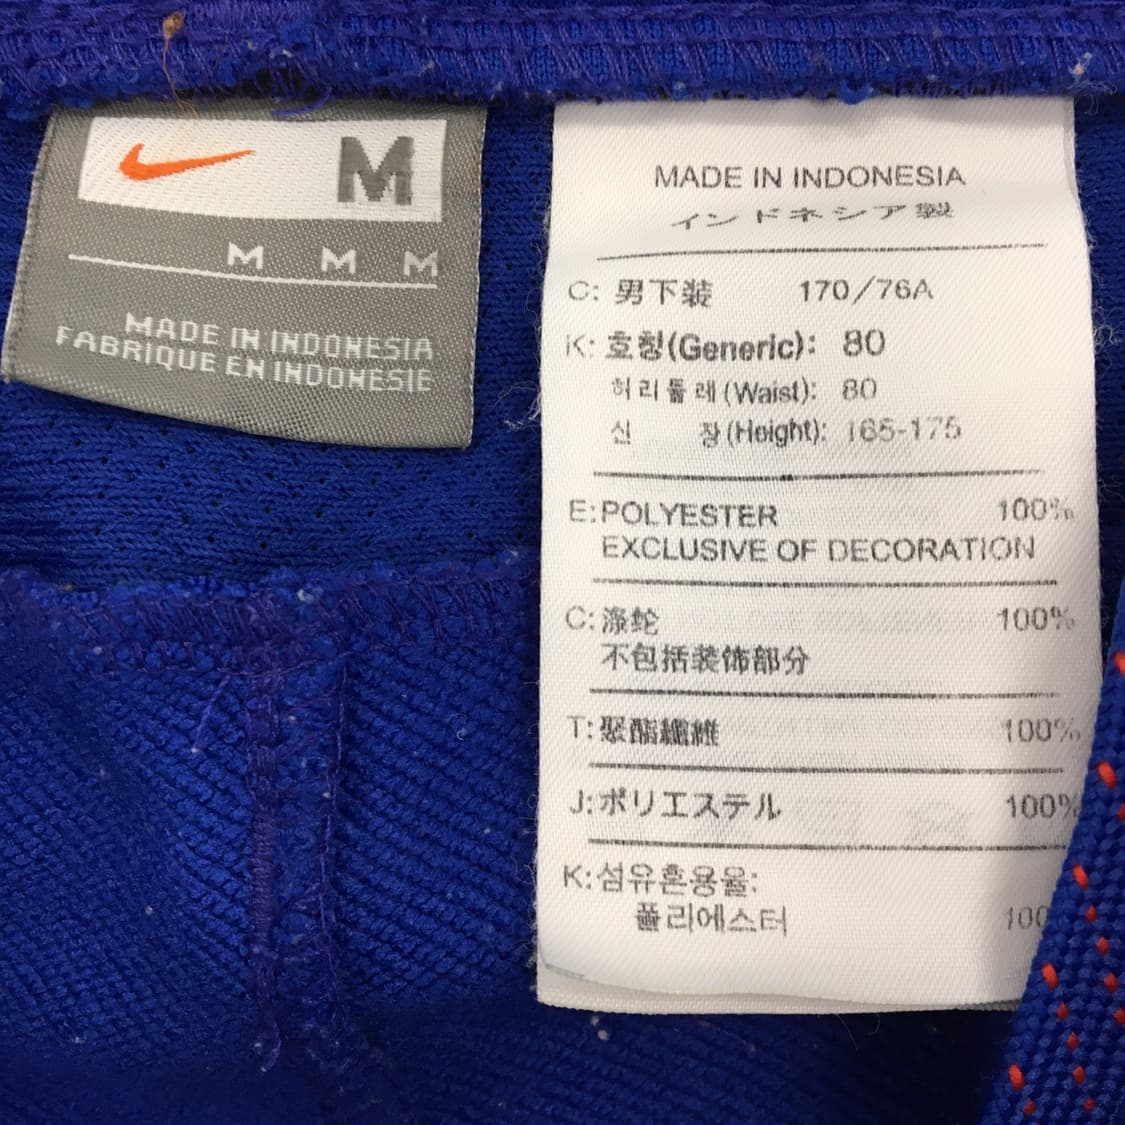 M
M M M
MADE IN INDONESIA
FABRIQUE EN INDONESIE
MADE IN INDONESIA
インドネシア製
C: 男下装 170/76A
K: 호칭(Generic): 80
허리둘레(Waist): 80
신 장(Height): 165-175
E:POLYESTER 100%
EXCLUSIVE OF DECORATION
C:涤纶 100%
不包括装饰部分
T:聚酯纖維 100%
J:ポリエステル 100%
K:섬유혼용율:
폴리에스터 100